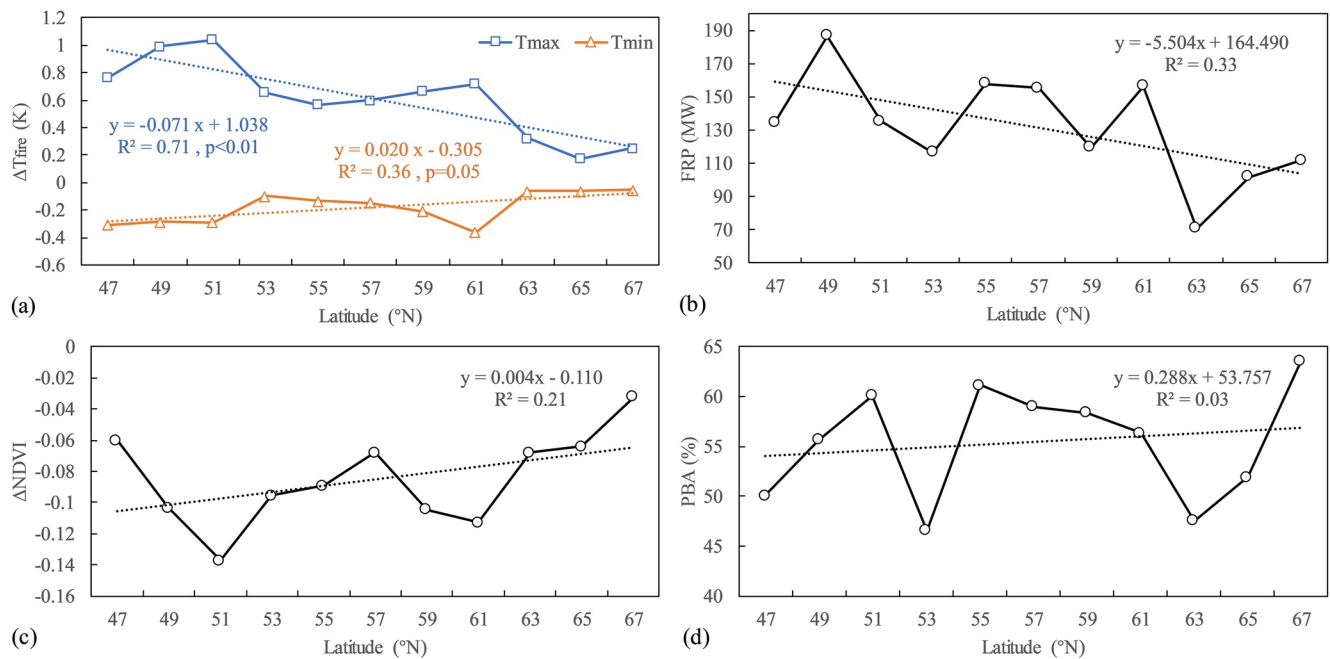 1.2
1
0.8
0.6
0.4
0.2
0
-0.2
-0.4
-0.6
ΔTfire (K)
Tmax
Tmin
y = -0.071 x + 1.038
R² = 0.71 , p<0.01
y = 0.020 x - 0.305
R² = 0.36 , p=0.05
47 49 51 53 55 57 59 61 63 65 67
Latitude (°N)
(a)
190
170
150
130
110
90
70
50
FRP (MW)
y = -5.504x + 164.490
R² = 0.33
47 49 51 53 55 57 59 61 63 65 67
Latitude (°N)
(b)
0
-0.02
-0.04
-0.06
-0.08
-0.1
-0.12
-0.14
-0.16
ΔNDVI
y = 0.004x - 0.110
R² = 0.21
47 49 51 53 55 57 59 61 63 65 67
Latitude (°N)
(c)
65
60
55
50
45
40
PBA (%)
y = 0.288x + 53.757
R² = 0.03
47 49 51 53 55 57 59 61 63 65 67
Latitude (°N)
(d)